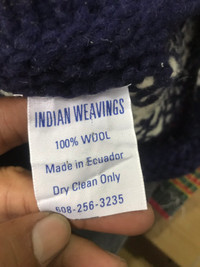 INDIAN WEAVINGS
100% WOOL
Made in Ecuador
Dry Clean Only
508-256-3235